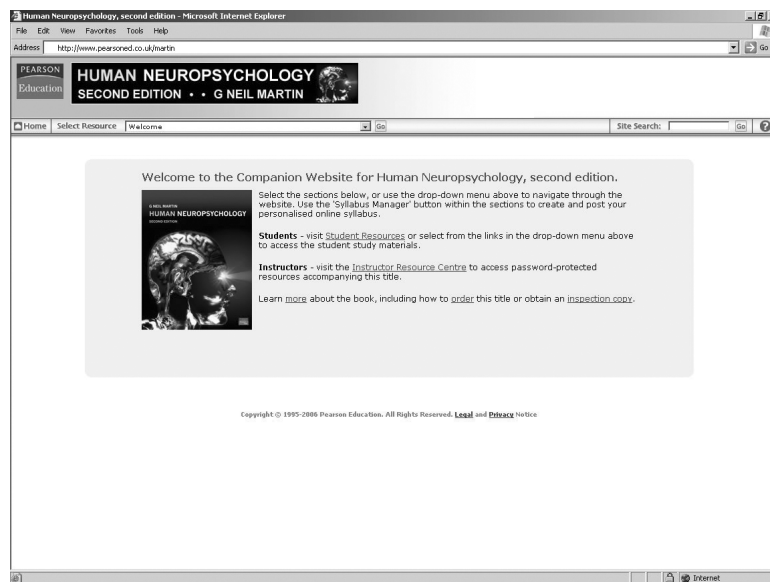 Human Neuropsychology, second edition - Microsoft Internet Explorer
File Edit View Favorites Tools Help
Address http://www.pearsoned.co.uk/martin Go
PEARSON
Education
HUMAN NEUROPSYCHOLOGY
SECOND EDITION • • G NEIL MARTIN
Home Select Resource Welcome Go Site Search: Go ?
Welcome to the Companion Website for Human Neuropsychology, second edition.
G NEIL MARTIN
HUMAN NEUROPSYCHOLOGY
SECOND EDITION
Select the sections below, or use the drop-down menu above to navigate through the
website. Use the 'Syllabus Manager' button within the sections to create and post your
personalised online syllabus.
Students - visit Student Resources or select from the links in the drop-down menu above
to access the student study materials.
Instructors - visit the Instructor Resource Centre to access password-protected
resources accompanying this title.
Learn more about the book, including how to order this title or obtain an inspection copy.
Copyright © 1995-2006 Pearson Education. All Rights Reserved. Legal and Privacy Notice
Internet